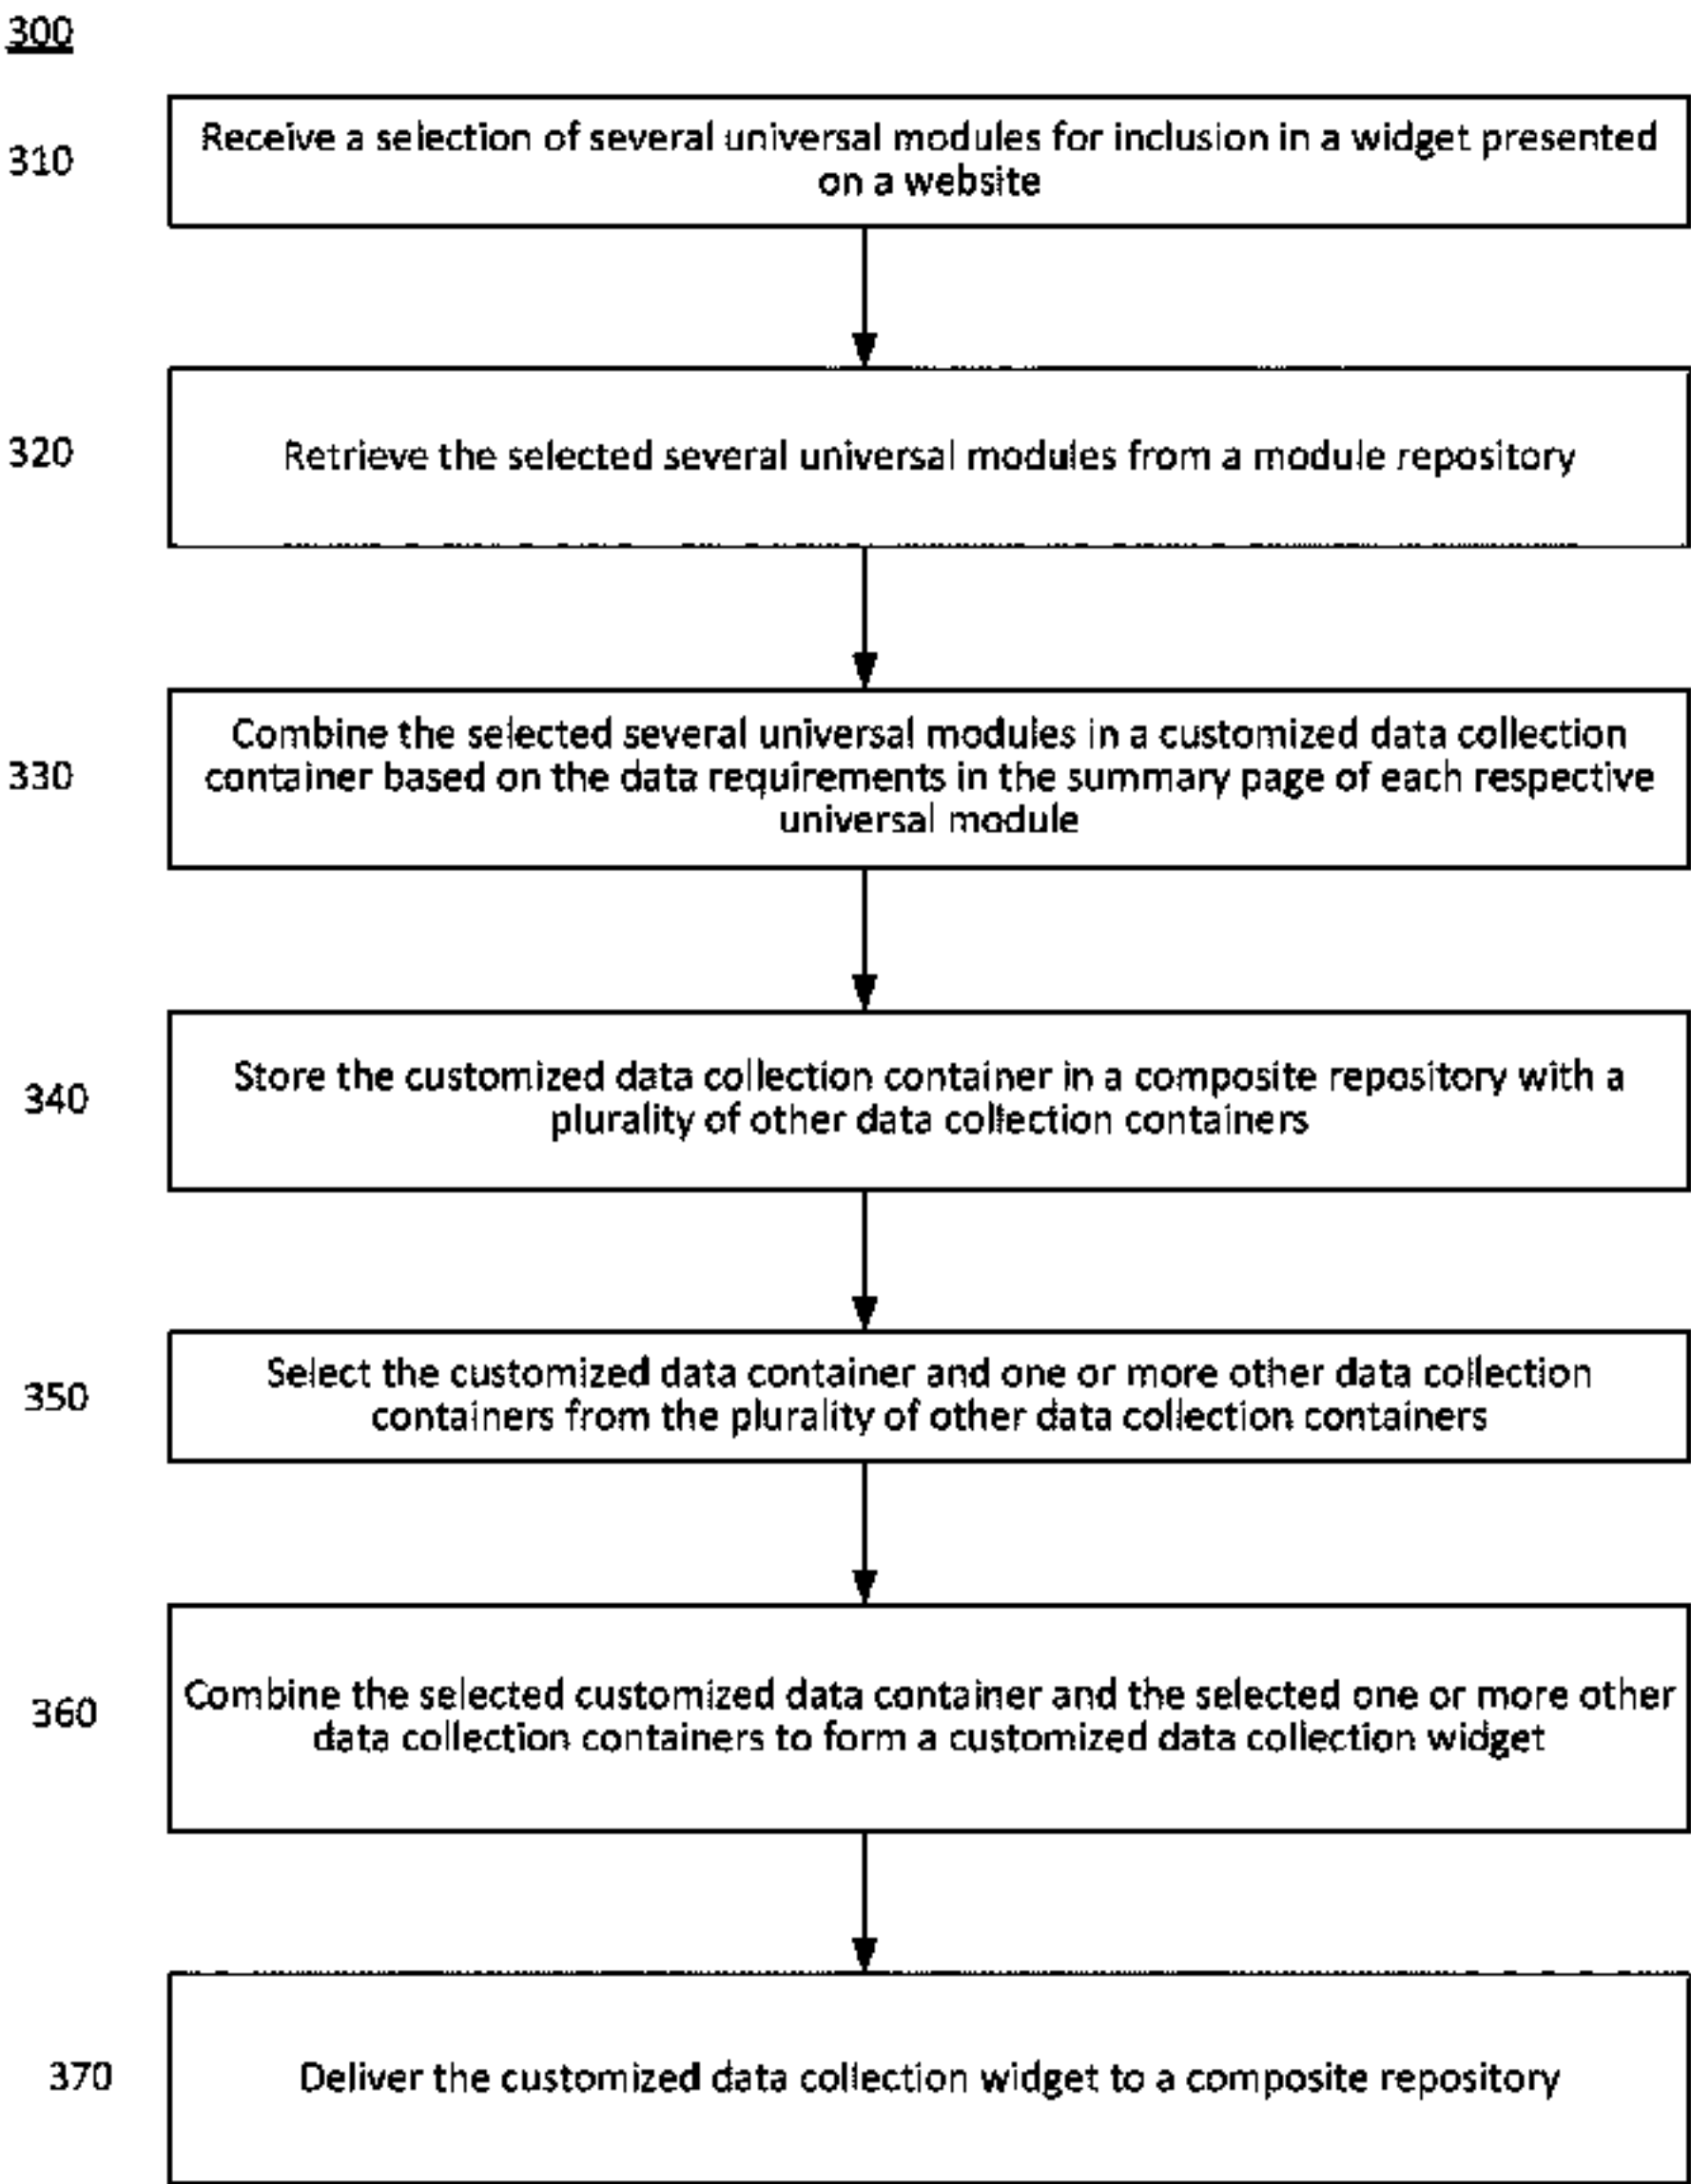 300
310
Receive a selection of several universal modules for inclusion in a widget presented
on a website
320
Retrieve the selected several universal modules from a module repository
330
Combine the selected several universal modules in a customized data collection
container based on the data requirements in the summary page of each respective
universal module
340
Store the customized data collection container in a composite repository with a
plurality of other data collection containers
350
Select the customized data container and one or more other data collection
containers from the plurality of other data collection containers
360
Combine the selected customized data container and the selected one or more other
data collection containers to form a customized data collection widget
370
Deliver the customized data collection widget to a composite repository